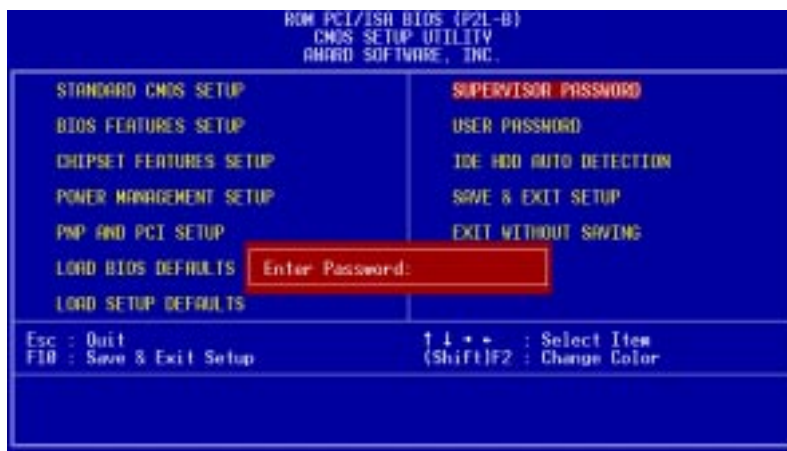 ROM PCI/ISA BIOS (P2L-B)
CMOS SETUP UTILITY
AWARD SOFTWARE, INC.
STANDARD CMOS SETUP
BIOS FEATURES SETUP
CHIPSET FEATURES SETUP
POWER MANAGEMENT SETUP
PNP AND PCI SETUP
LOAD BIOS DEFAULTS
LOAD SETUP DEFAULTS
SUPERVISOR PASSWORD
USER PASSWORD
IDE HDD AUTO DETECTION
SAVE & EXIT SETUP
EXIT WITHOUT SAVING
Enter Password:
Esc : Quit
F10 : Save & Exit Setup
↑ ↓ → ← : Select Item
(Shift)F2 : Change Color